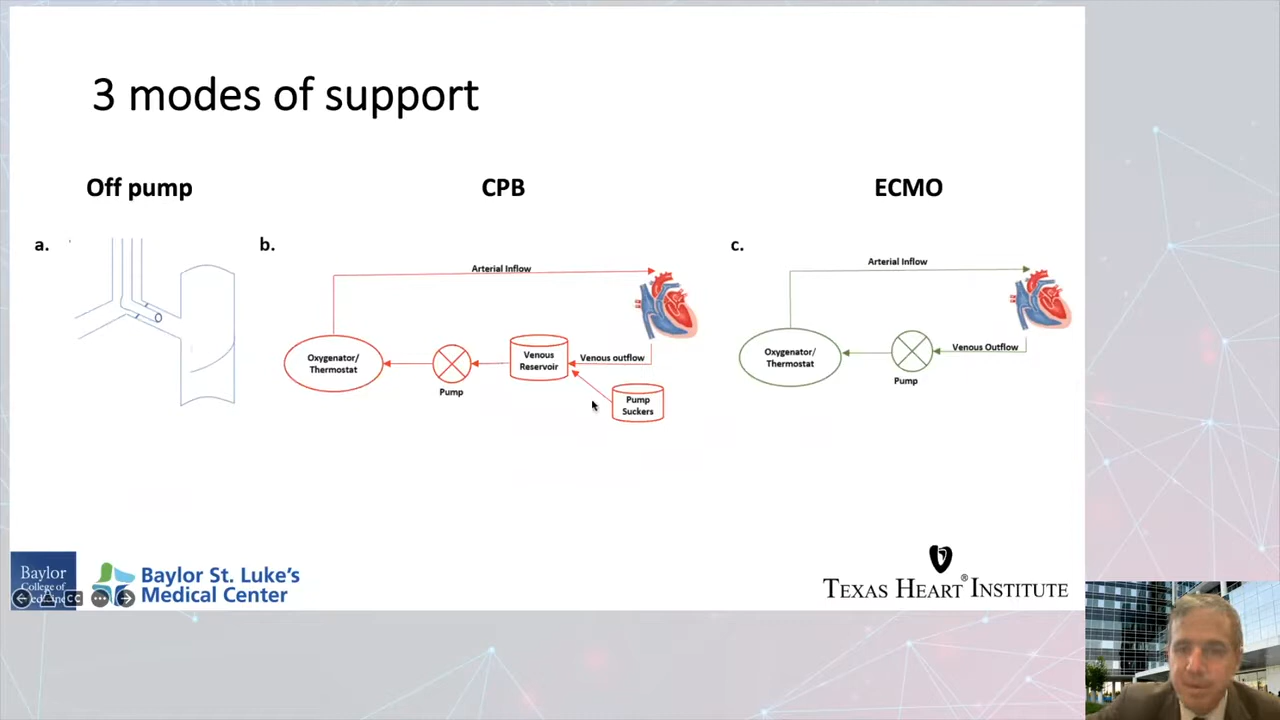 3 modes of support
Off pump
CPB
ECMO
a.
b.
c.
Arterial Inflow
Oxygenator/
Thermostat
Pump
Venous
Reservoir
Venous outflow
Pump
Suckers
Arterial Inflow
Oxygenator/
Thermostat
Pump
Venous Outflow
Baylor
College of
Medicine
CC
Baylor St. Luke's
Medical Center
TEXAS HEART® INSTITUTE